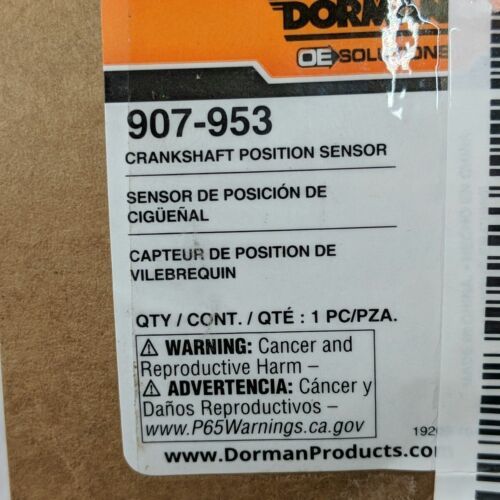 DORMAN
OE SOLUTIONS
907-953
CRANKSHAFT POSITION SENSOR
SENSOR DE POSICIÓN DE
CIGÜEÑAL
CAPTEUR DE POSITION DE
VILEBREQUIN
QTY / CONT. / QTÉ : 1 PC/PZA.
⚠ WARNING: Cancer and
Reproductive Harm –
⚠ ADVERTENCIA: Cáncer y
Daños Reproductivos –
www.P65Warnings.ca.gov
www.DormanProducts.com